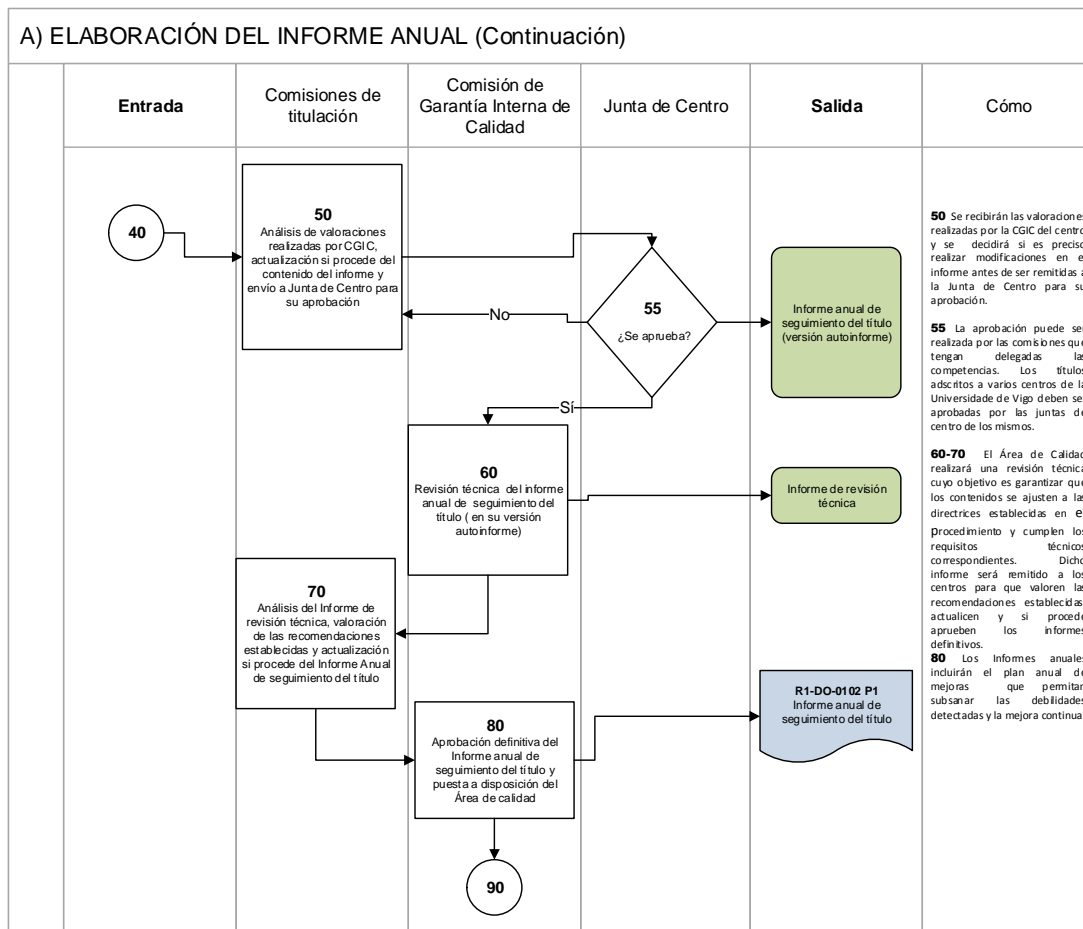 A) ELABORACIÓN DEL INFORME ANUAL (Continuación)
Entrada
Comisiones de
titulación
Comisión de
Garantía Interna de
Calidad
Junta de Centro
Salida
Cómo
40
50
Análisis de valoraciones
realizadas por CGIC,
actualización si procede del
contenido del informe y
envío a Junta de Centro para
su aprobación
No
55
¿Se aprueba?
Sí
Informe anual de
seguimiento del título
(versión autoinforme)
60
Revisión técnica del informe
anual de seguimiento del
título ( en su versión
autoinforme)
Informe de revisión
técnica
70
Análisis del Informe de
revisión técnica, valoración
de las recomendaciones
establecidas y actualización
si procede del Informe Anual
de seguimiento del título
80
Aprobación definitiva del
Informe anual de
seguimiento del título y
puesta a disposición del
Área de calidad
R1-DO-0102 P1
Informe anual de
seguimiento del título
90
50 Se recibirán las valoraciones
realizadas por la CGIC del centro
y se decidirá si es preciso
realizar modificaciones en e
informe antes de ser remitidas a
la Junta de Centro para su
aprobación.
55 La aprobación puede ser
realizada por las comisiones que
tengan delegadas las
competencias. Los títulos
adscritos a varios centros de la
Universidade de Vigo deben se
aprobadas por las juntas de
centro de los mismos.
60-70 El Área de Calidad
realizará una revisión técnica
cuyo objetivo es garantizar que
los contenidos se ajusten a las
directrices establecidas en e
procedimiento y cumplen los
requisitos técnicos
correspondientes. Dicho
informe será remitido a los
centros para que valoren las
recomendaciones establecidas
actualicen y si procede
aprueben los informes
definitivos.
80 Los Informes anuales
incluirán el plan anual de
mejoras que permitan
subsanar las debilidades
detectadas y la mejora continua